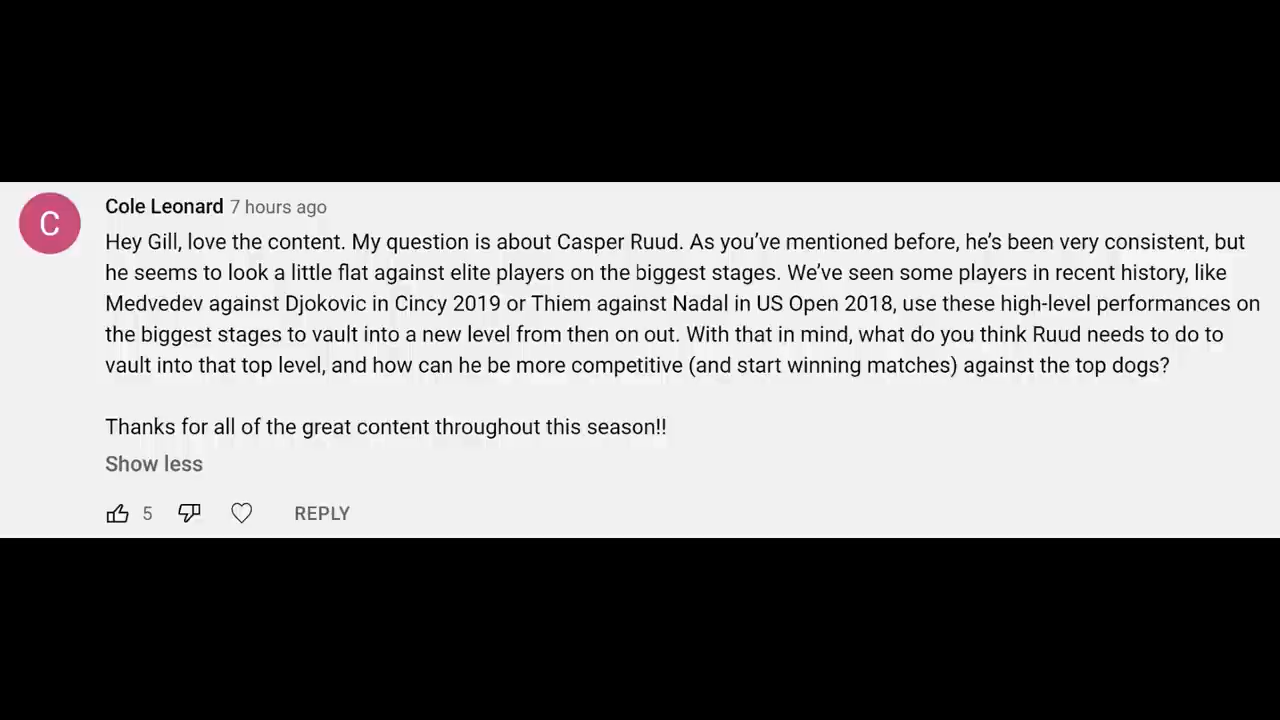 C
Cole Leonard 7 hours ago
Hey Gill, love the content. My question is about Casper Ruud. As you’ve mentioned before, he’s been very consistent, but
he seems to look a little flat against elite players on the biggest stages. We’ve seen some players in recent history, like
Medvedev against Djokovic in Cincy 2019 or Thiem against Nadal in US Open 2018, use these high-level performances on
the biggest stages to vault into a new level from then on out. With that in mind, what do you think Ruud needs to do to
vault into that top level, and how can he be more competitive (and start winning matches) against the top dogs?
Thanks for all of the great content throughout this season!!
Show less
5 REPLY